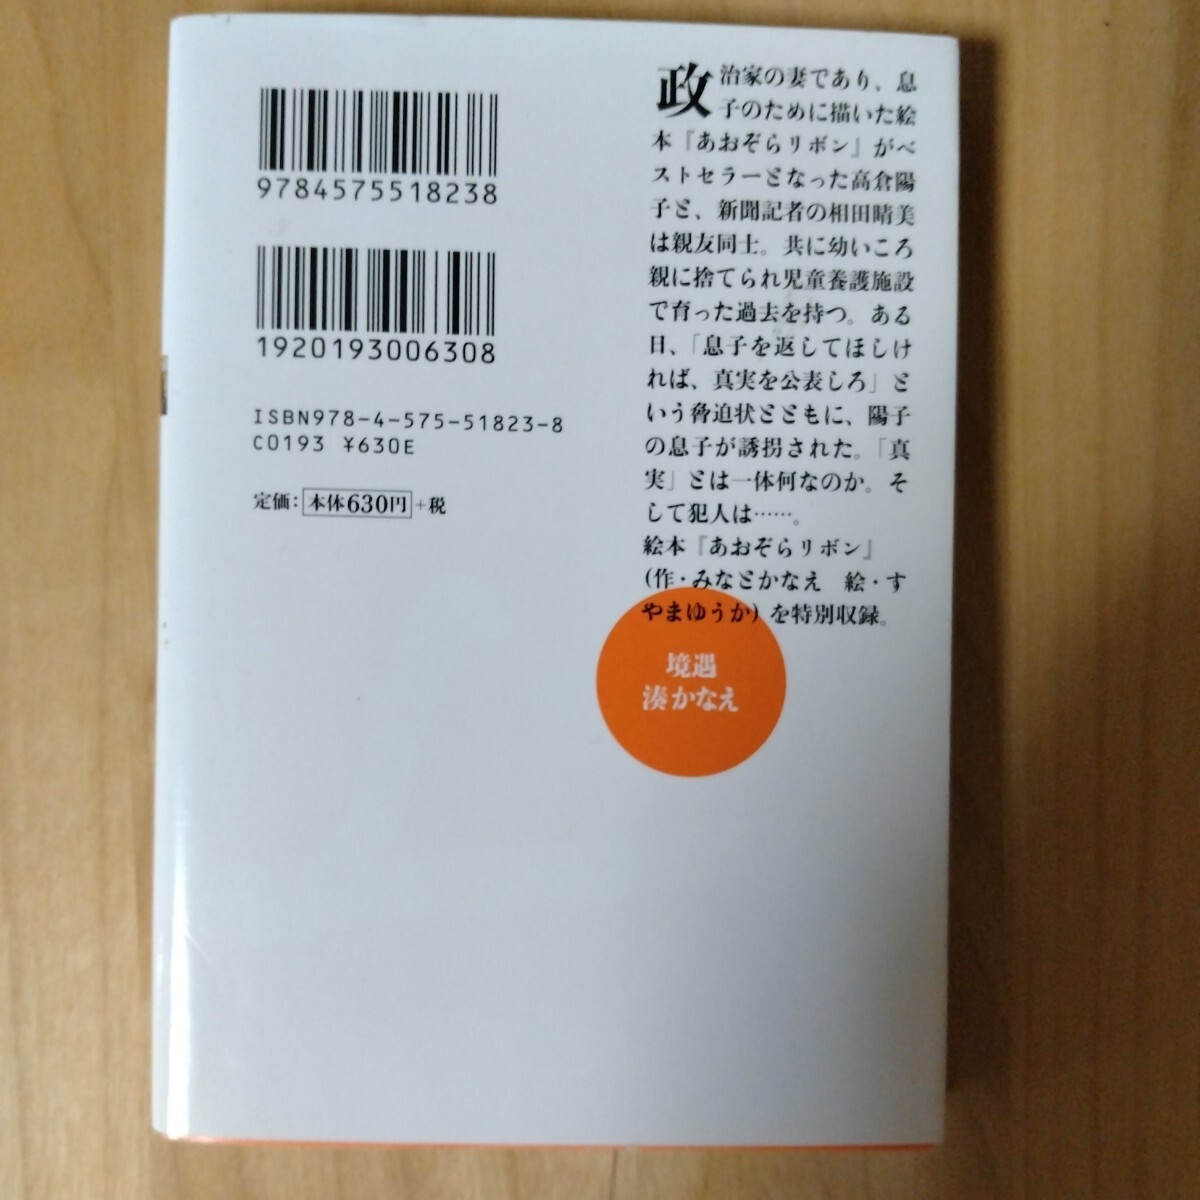 9784575518238
1920193006308
ISBN978-4-575-51823-8
C0193 ¥630E
定価：本体630円+税
政治家の妻であり、息
子のために描いた絵
本『あおぞらリボン』がベ
ストセラーとなった高倉陽
子と、新聞記者の相田晴美
は親友同士。共に幼いころ
親に捨てられ児童養護施設
で育った過去を持つ。ある
日、「息子を返してほしけ
れば、真実を公表しろ」と
いう脅迫状とともに、陽子
の息子が誘拐された。「真
実」とは一体何なのか。そ
して犯人は……。
絵本『あおぞらリボン』
(作・みなとかなえ　絵・す
やまゆうか)を特別収録。
境遇
湊かなえ